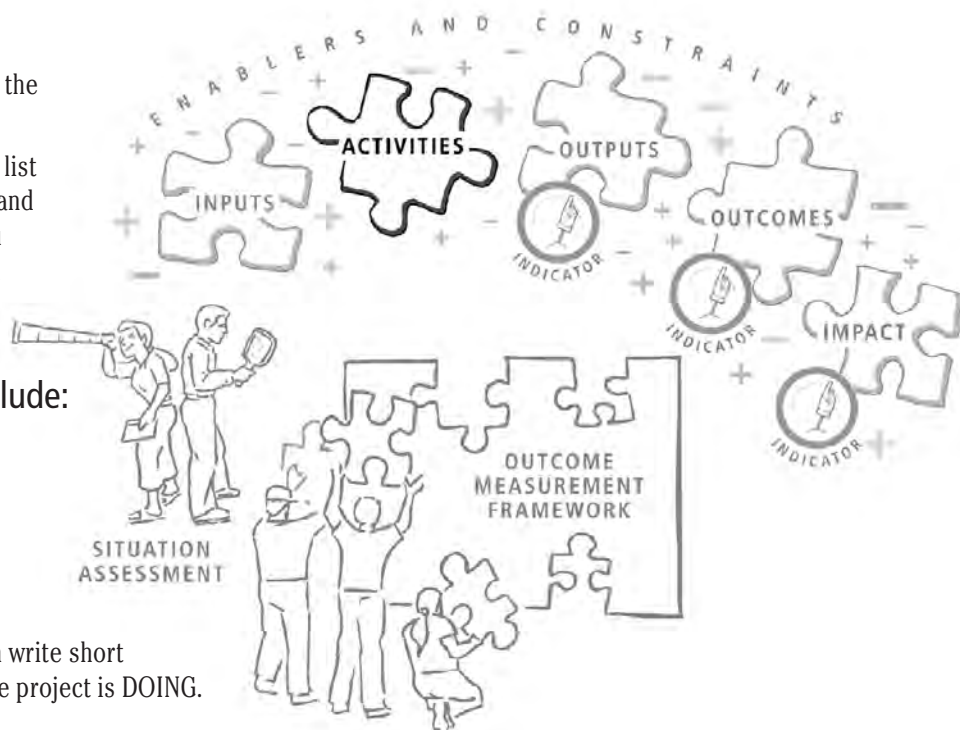 the
list
and
lude:
write short
e project is DOING.
ENABLERS AND CONSTRAINTS
INPUTS
ACTIVITIES
OUTPUTS
INDICATOR
OUTCOMES
INDICATOR
IMPACT
INDICATOR
SITUATION
ASSESSMENT
OUTCOME
MEASUREMENT
FRAMEWORK